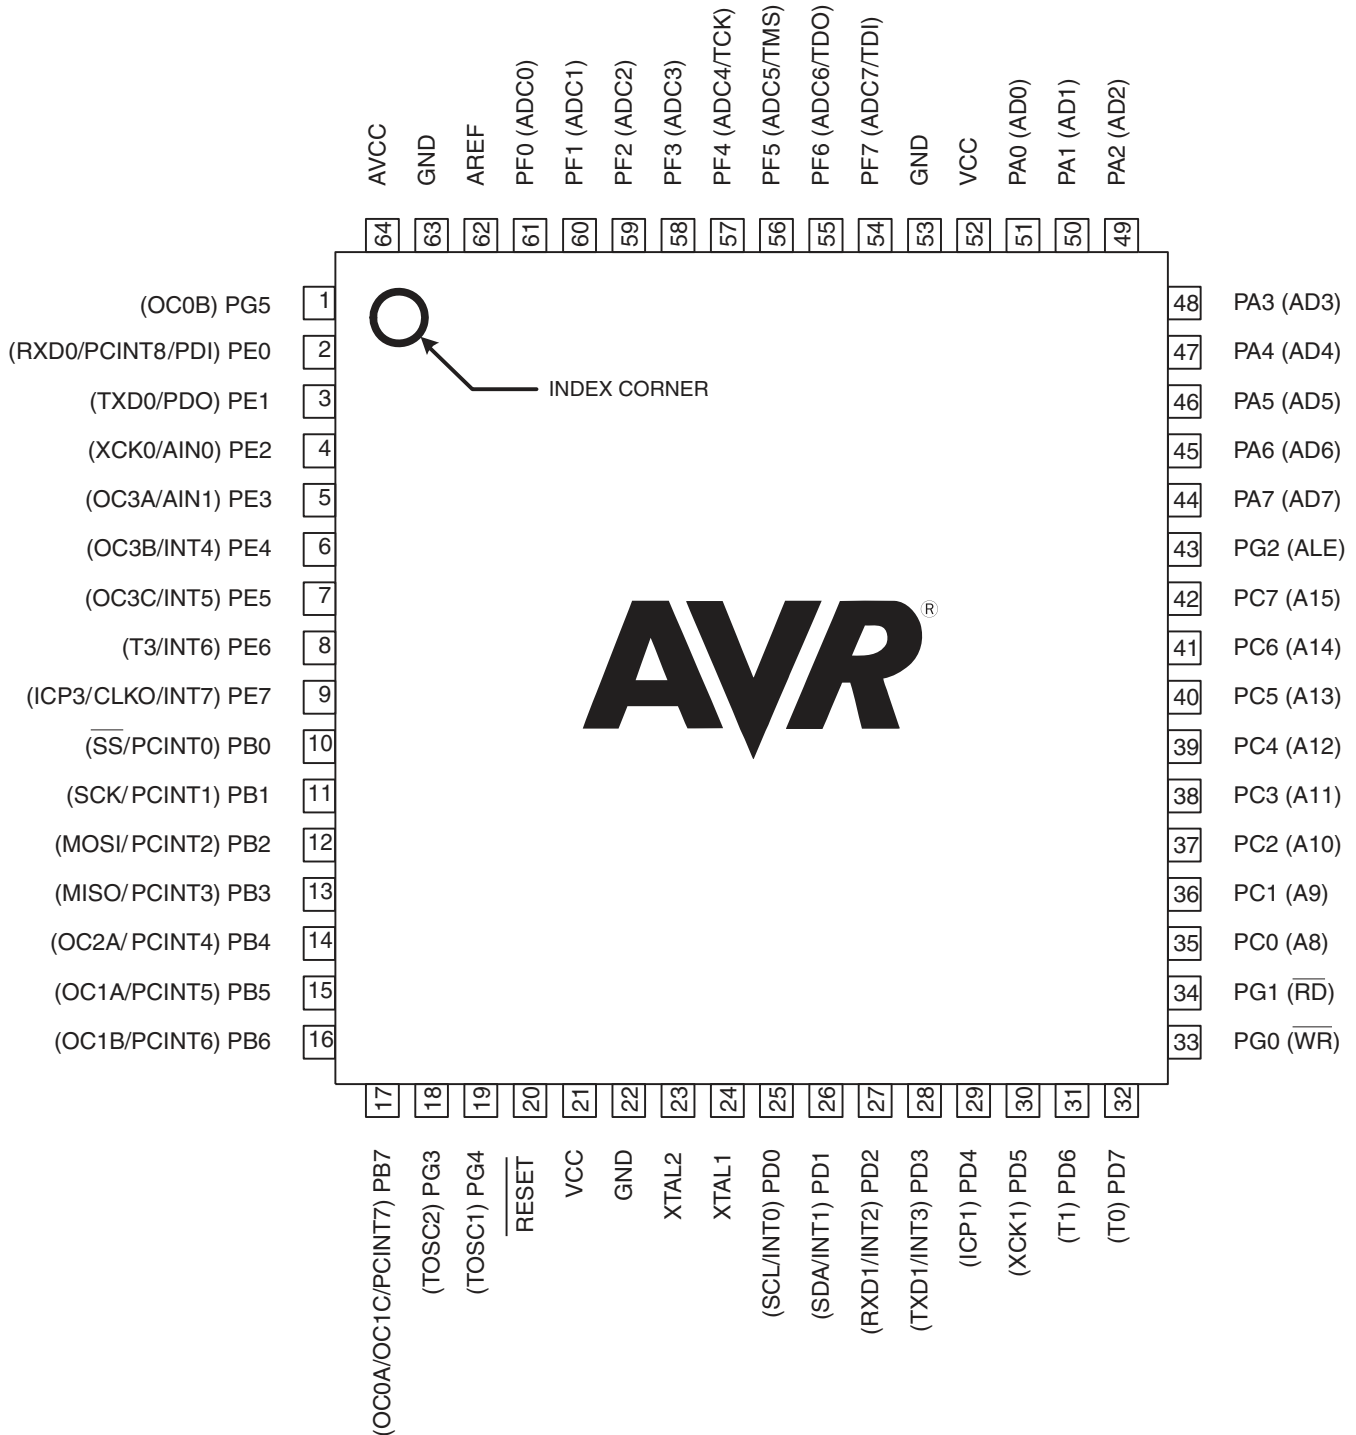 AVCC
GND
AREF
PF0 (ADC0)
PF1 (ADC1)
PF2 (ADC2)
PF3 (ADC3)
PF4 (ADC4/TCK)
PF5 (ADC5/TMS)
PF6 (ADC6/TDO)
PF7 (ADC7/TDI)
GND
VCC
PA0 (AD0)
PA1 (AD1)
PA2 (AD2)
64
63
62
61
60
59
58
57
56
55
54
53
52
51
50
49
(OC0B) PG5 1
(RXD0/PCINT8/PDI) PE0 2
(TXD0/PDO) PE1 3
(XCK0/AIN0) PE2 4
(OC3A/AIN1) PE3 5
(OC3B/INT4) PE4 6
(OC3C/INT5) PE5 7
(T3/INT6) PE6 8
(ICP3/CLKO/INT7) PE7 9
(SS/PCINT0) PB0 10
(SCK/PCINT1) PB1 11
(MOSI/PCINT2) PB2 12
(MISO/PCINT3) PB3 13
(OC2A/PCINT4) PB4 14
(OC1A/PCINT5) PB5 15
(OC1B/PCINT6) PB6 16
INDEX CORNER
AVR®
48 PA3 (AD3)
47 PA4 (AD4)
46 PA5 (AD5)
45 PA6 (AD6)
44 PA7 (AD7)
43 PG2 (ALE)
42 PC7 (A15)
41 PC6 (A14)
40 PC5 (A13)
39 PC4 (A12)
38 PC3 (A11)
37 PC2 (A10)
36 PC1 (A9)
35 PC0 (A8)
34 PG1 (RD)
33 PG0 (WR)
17
18
19
20
21
22
23
24
25
26
27
28
29
30
31
32
(OC0A/OC1C/PCINT7) PB7
(TOSC2) PG3
(TOSC1) PG4
RESET
VCC
GND
XTAL2
XTAL1
(SCL/INT0) PD0
(SDA/INT1) PD1
(RXD1/INT2) PD2
(TXD1/INT3) PD3
(ICP1) PD4
(XCK1) PD5
(T1) PD6
(T0) PD7